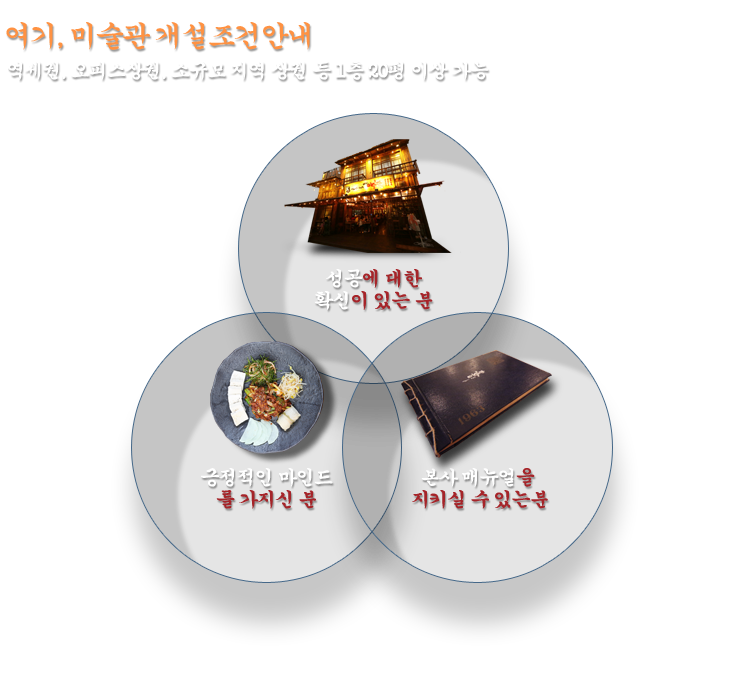 여기, 미술관 개설조건안내
역세권, 오피스상권, 소규모 지역 상권 등 1층 20평 이상 가능
성공에 대한
확신이 있는 분
긍정적인 마인드
를 가지신 분
본사 매뉴얼을
지키실 수 있는분
1963